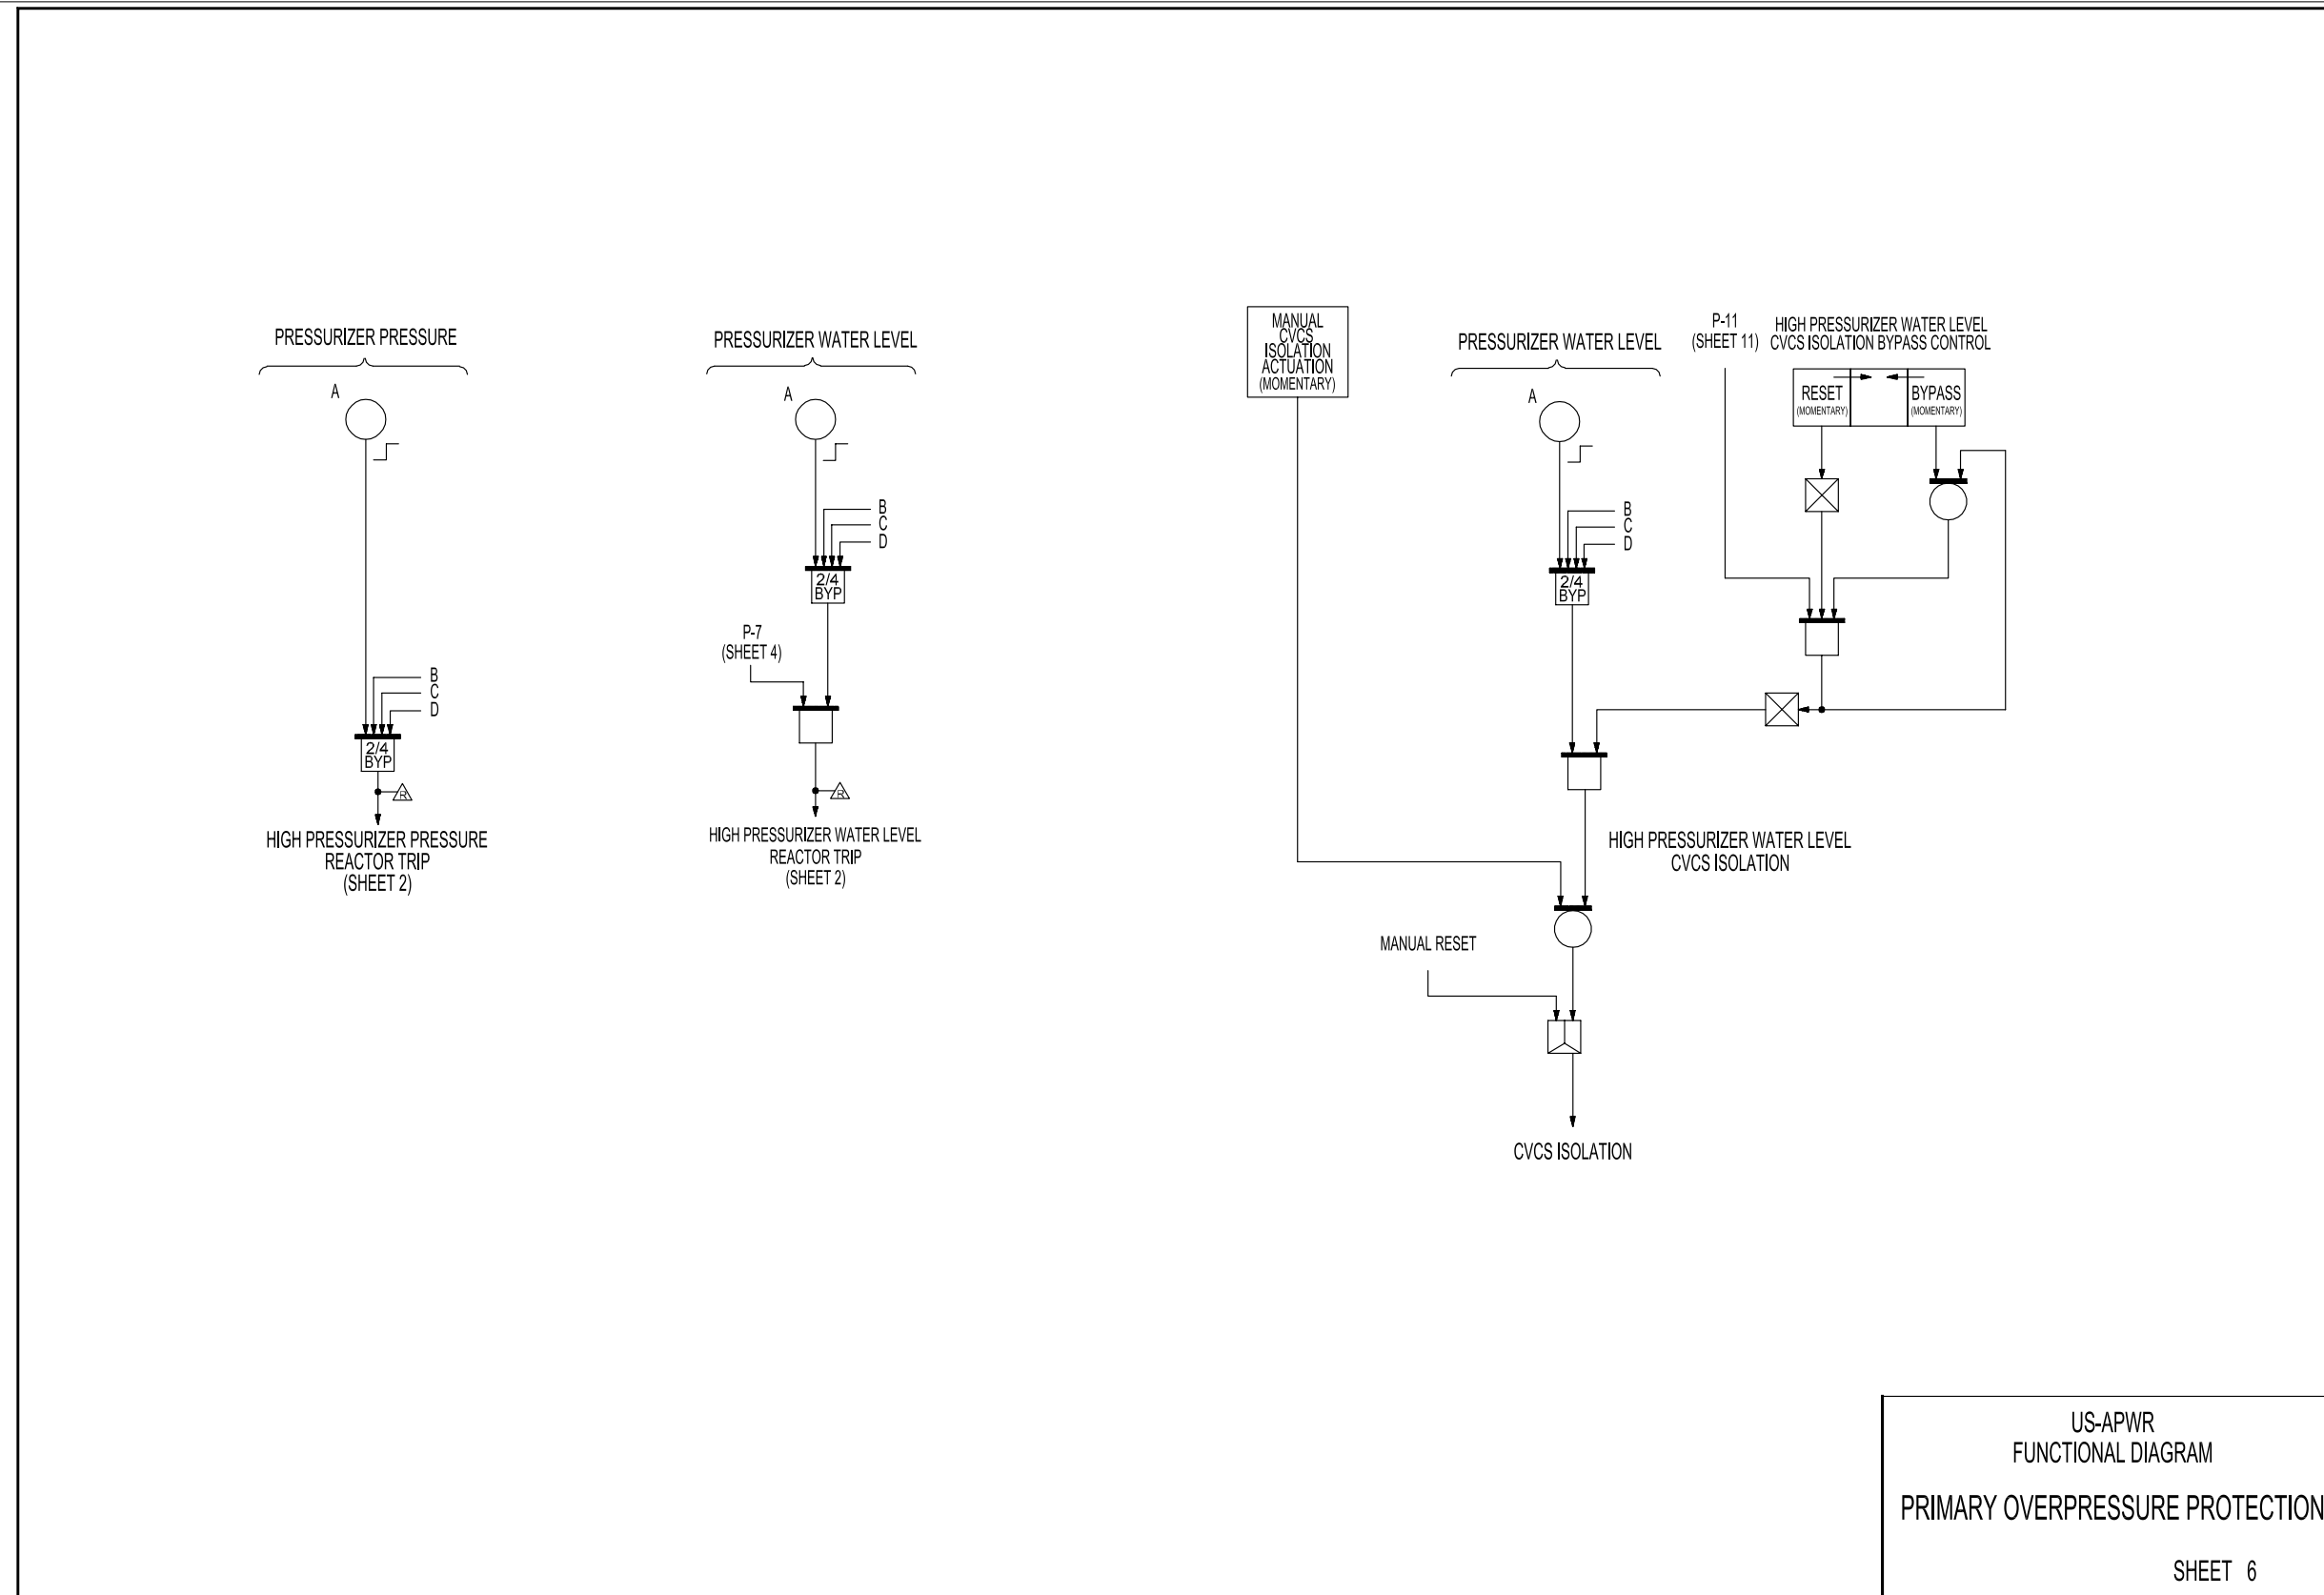 PRESSURIZER PRESSURE
A
B
C
D
2/4
BYP
R
HIGH PRESSURIZER PRESSURE
REACTOR TRIP
(SHEET 2)
PRESSURIZER WATER LEVEL
A
B
C
D
2/4
BYP
P-7
(SHEET 4)
R
HIGH PRESSURIZER WATER LEVEL
REACTOR TRIP
(SHEET 2)
MANUAL
CVCS
ISOLATION
ACTUATION
(MOMENTARY)
PRESSURIZER WATER LEVEL
A
B
C
D
2/4
BYP
P-11
(SHEET 11)
HIGH PRESSURIZER WATER LEVEL
CVCS ISOLATION BYPASS CONTROL
RESET
(MOMENTARY)
BYPASS
(MOMENTARY)
HIGH PRESSURIZER WATER LEVEL
CVCS ISOLATION
MANUAL RESET
CVCS ISOLATION
US-APWR
FUNCTIONAL DIAGRAM
PRIMARY OVERPRESSURE PROTECTION
SHEET 6